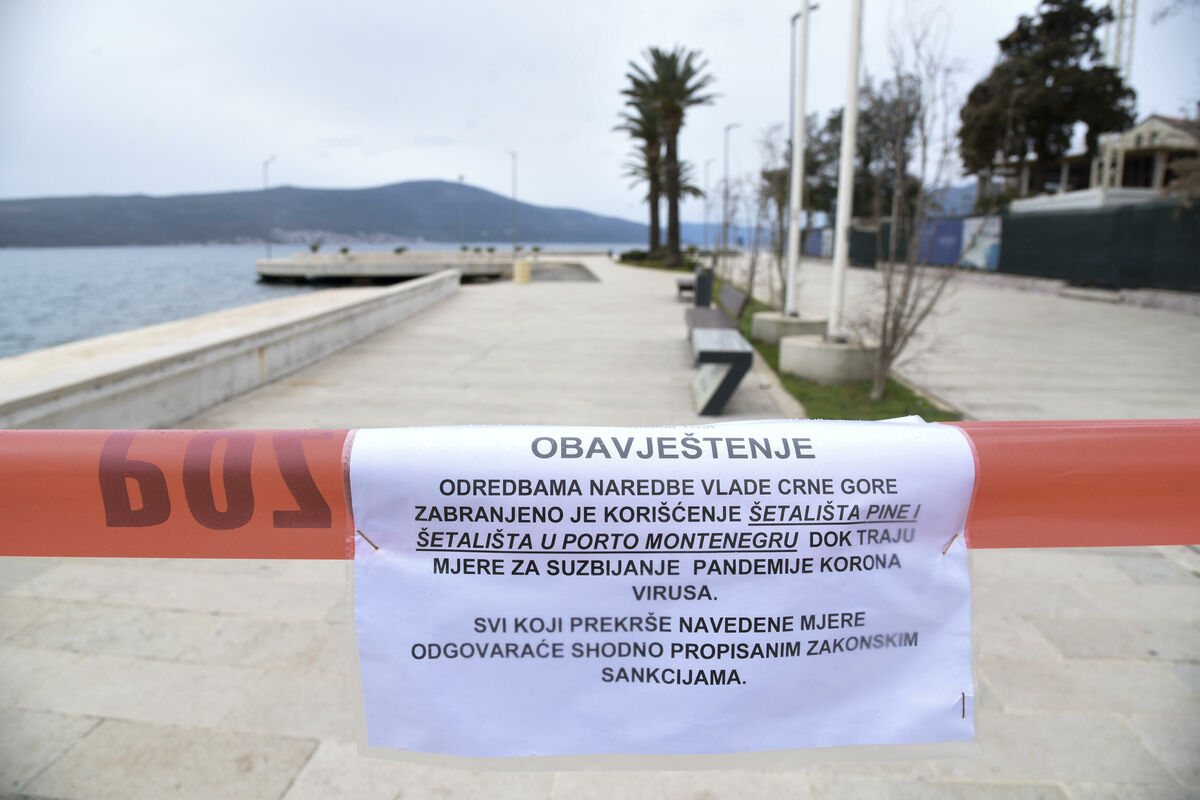 OBAVJEŠTENJE
ODREDBAMA NAREDBE VLADE CRNE GORE
ZABRANJENO JE KORIŠĆENJE ŠETALIŠTA PINE I
ŠETALIŠTA U PORTO MONTENEGRU DOK TRAJU
MJERE ZA SUZBIJANJE PANDEMIJE KORONA
VIRUSA.
SVI KOJI PREKRŠE NAVEDENE MJERE
ODGOVARAĆE SHODNO PROPISANIM ZAKONSKIM
SANKCIJAMA.